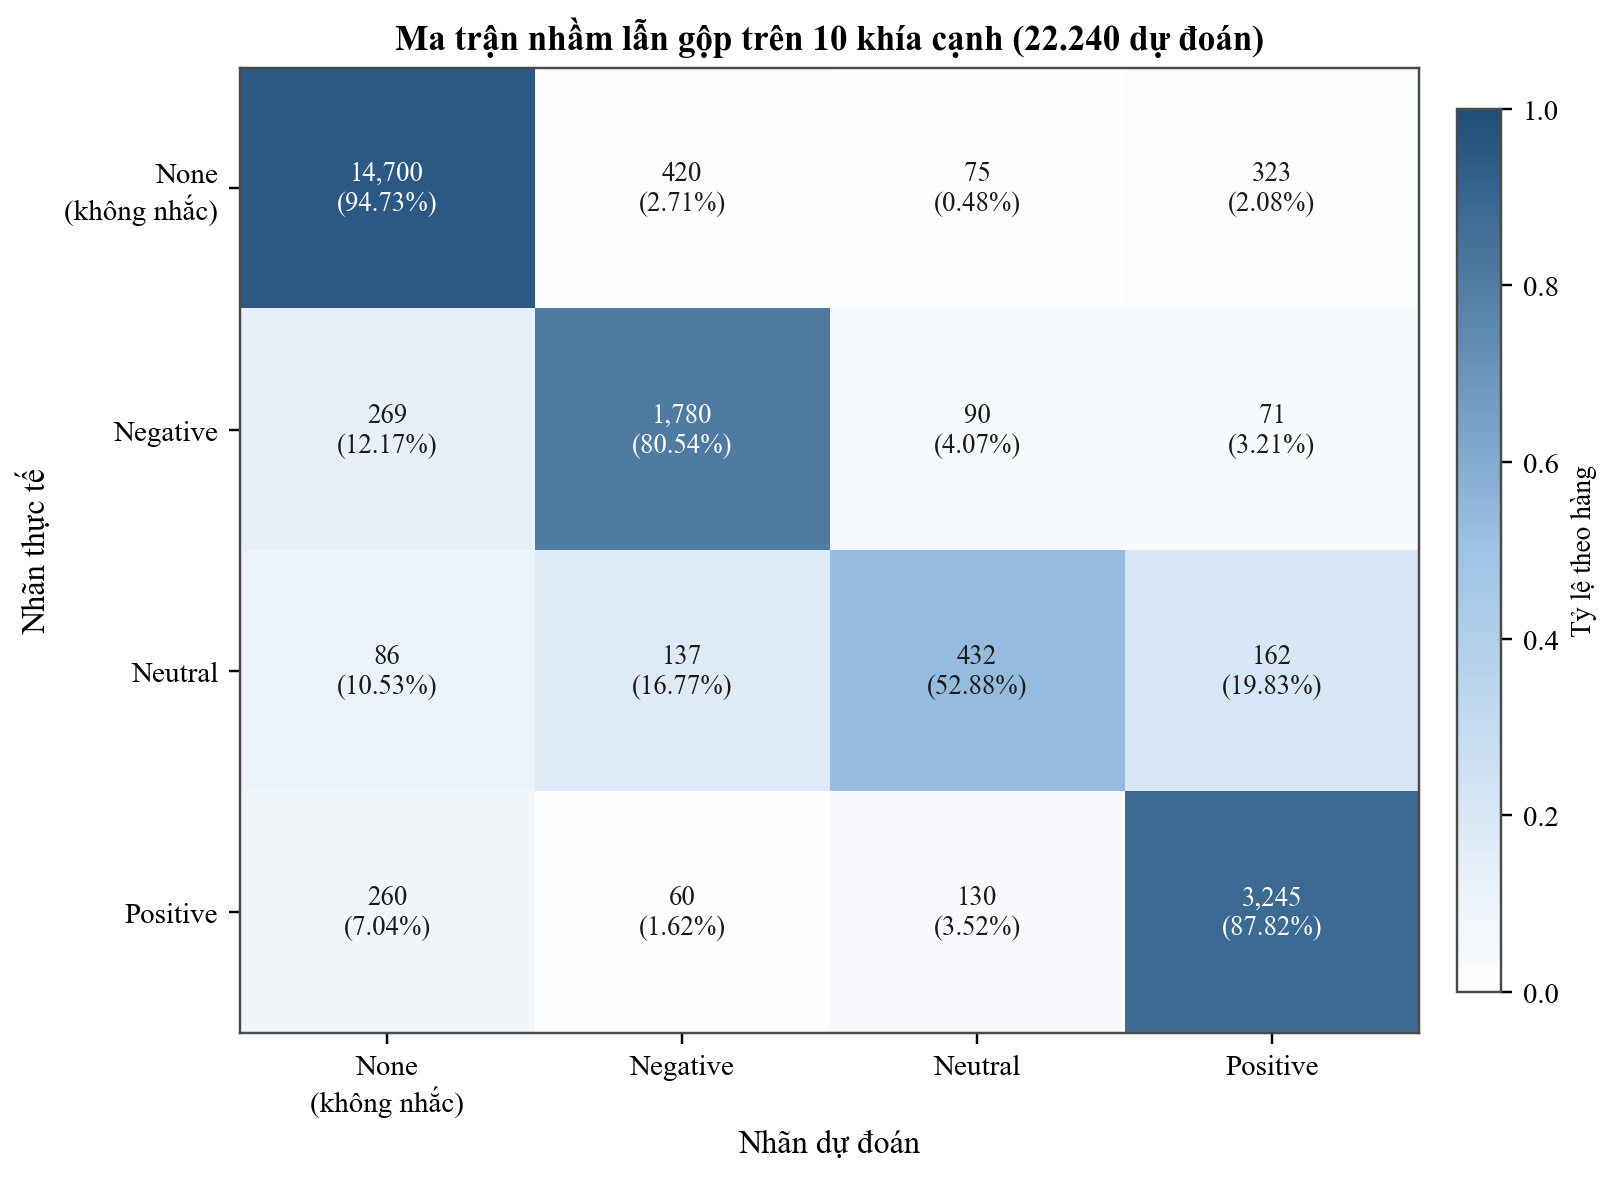 Ma trận nhầm lẫn gộp trên 10 khía cạnh (22.240 dự đoán)
None
(không nhắc)
14,700
(94.73%)
420
(2.71%)
75
(0.48%)
323
(2.08%)
Negative
269
(12.17%)
1,780
(80.54%)
90
(4.07%)
71
(3.21%)
Neutral
86
(10.53%)
137
(16.77%)
432
(52.88%)
162
(19.83%)
Positive
260
(7.04%)
60
(1.62%)
130
(3.52%)
3,245
(87.82%)
Nhãn thực tế
None
(không nhắc)
Negative
Neutral
Positive
Nhãn dự đoán
1.0
0.8
0.6
0.4
0.2
0.0
Tỷ lệ theo hàng